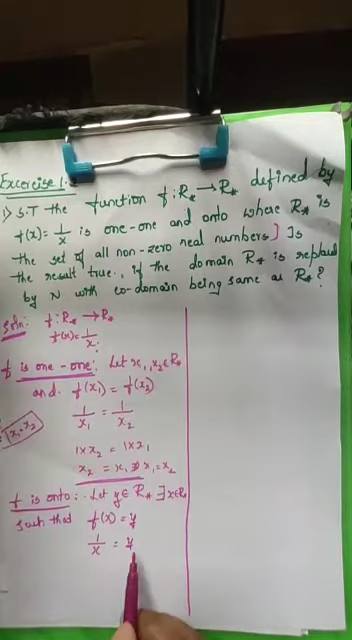 Excercise 1.
1) S.T the function f: R* → R* defined by
f(x) = 1/x is one-one and onto where R* is
the set of all non-zero real numbers] Is
the result true., if the domain R* is replaced
by N with co-domain being same as R*?
Soln: f: R* → R*
f(x) = 1/x.
f is one-one: Let x₁, x₂ ∈ R*
and f(x₁) = f(x₂)
1/x₁ = 1/x₂
x₁ = x₂
1×x₂ = 1×x₁
x₂ = x₁ ⇒ x₁ = x₂
f is onto:- Let y ∈ R* ∃ x ∈ R*
such that f(x) = y
1/x = y